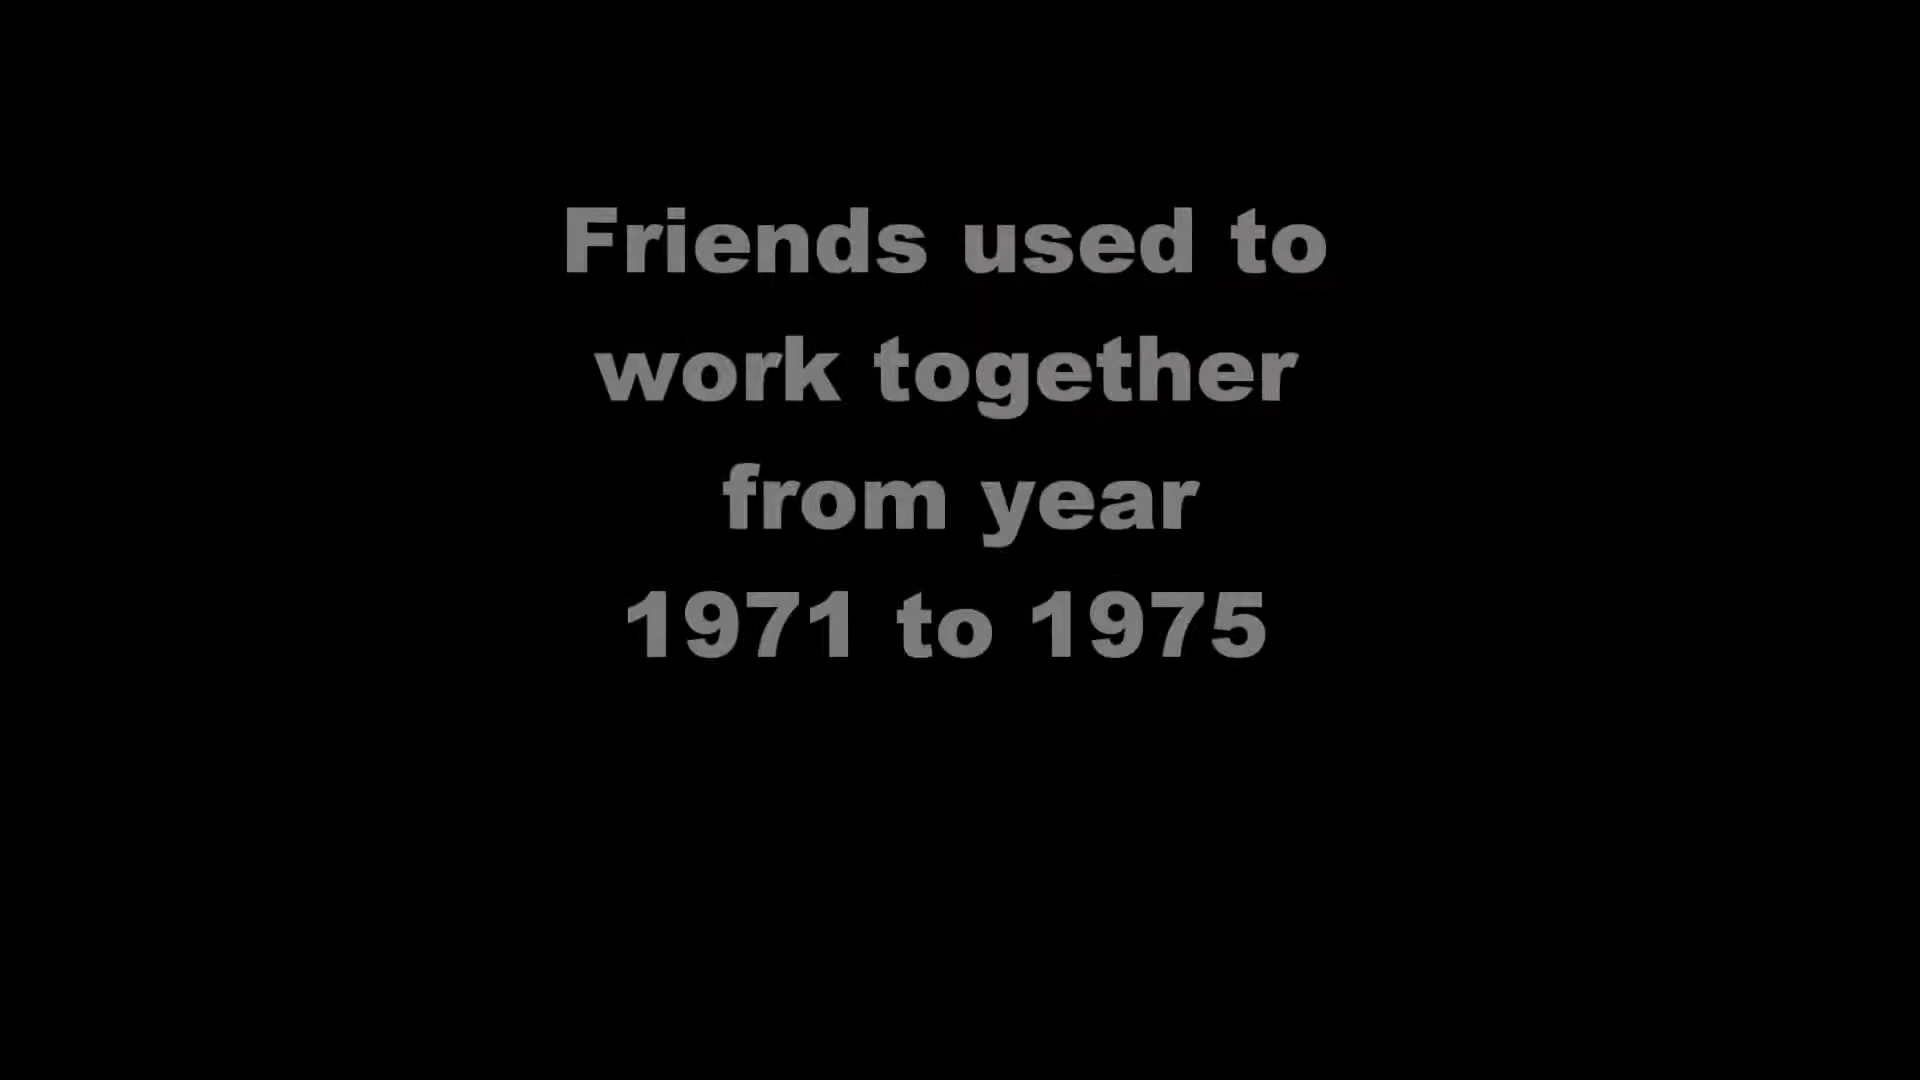 Friends used to
work together
from year
1971 to 1975